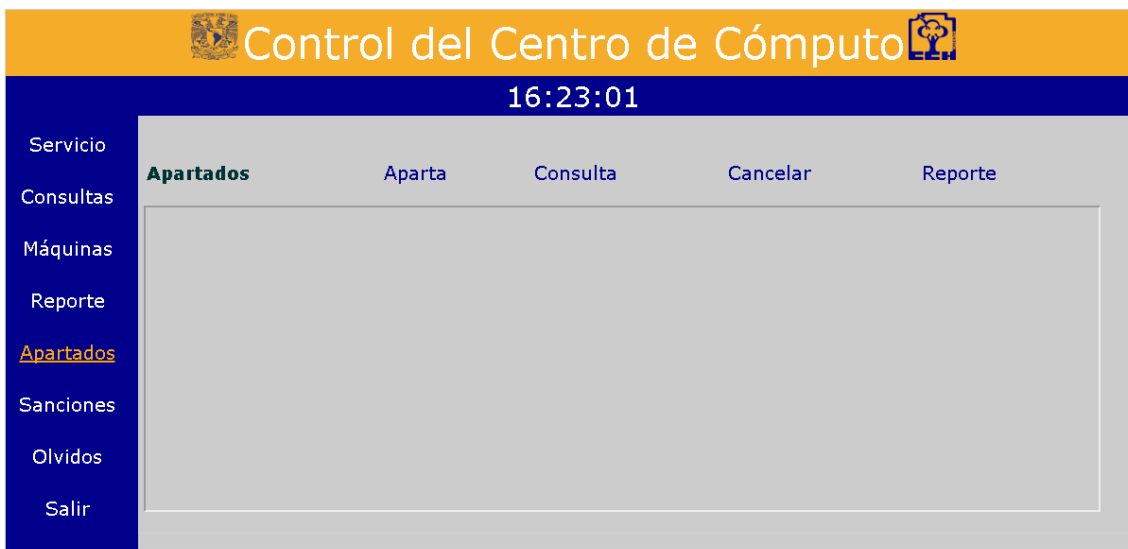 Control del Centro de Cómputo
CCH
16:23:01
Servicio
Consultas
Máquinas
Reporte
Apartados
Sanciones
Olvidos
Salir
Apartados Aparta Consulta Cancelar Reporte